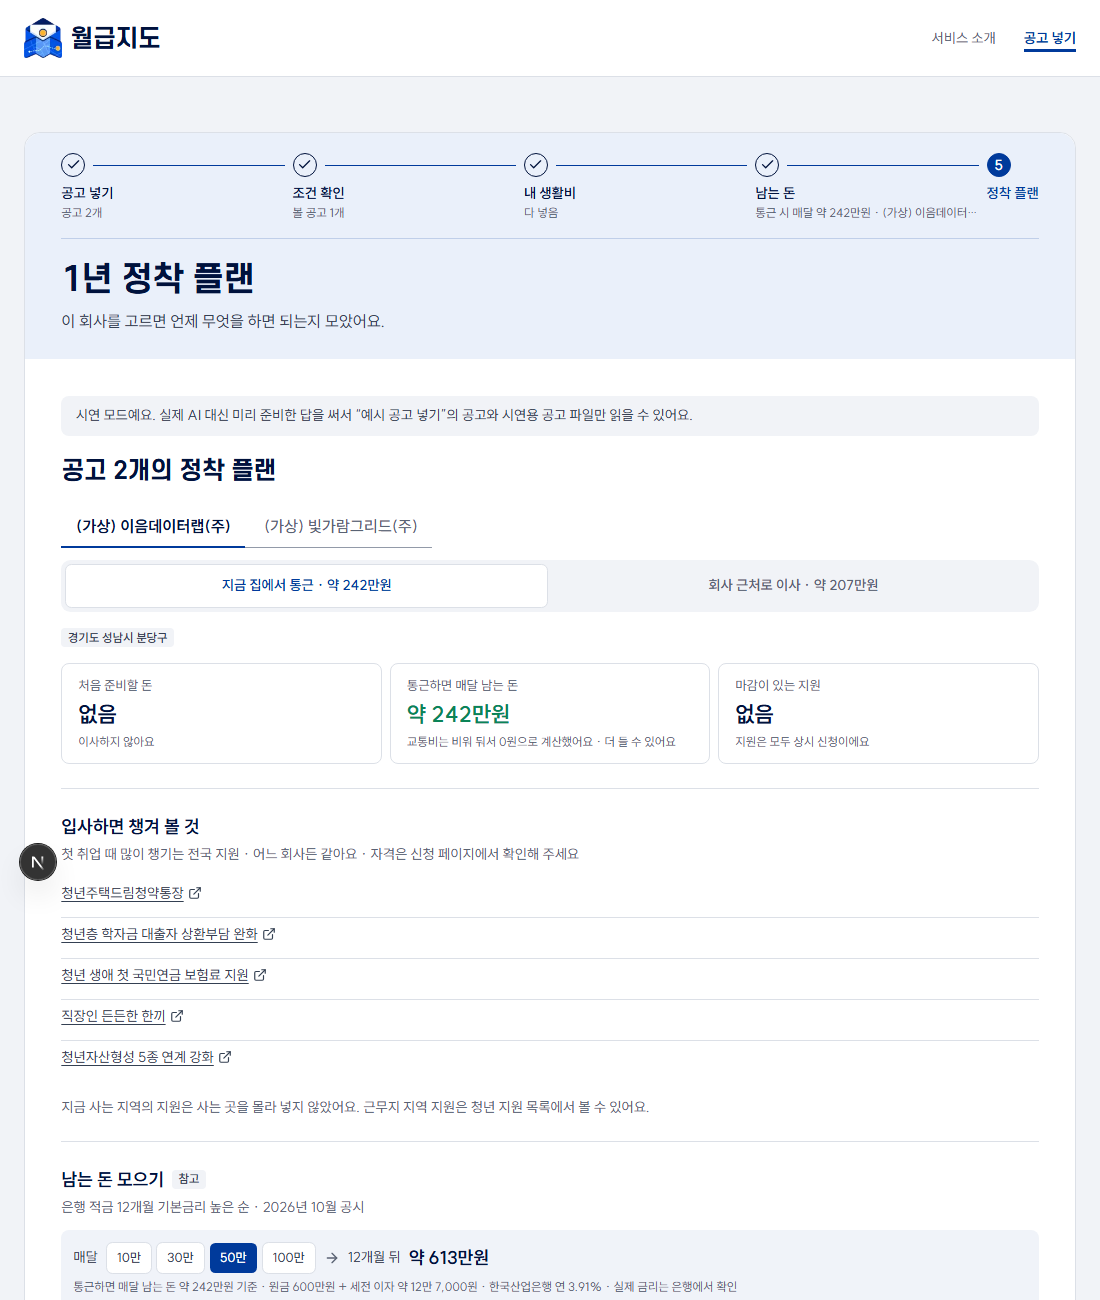 월급지도
서비스 소개
공고 넣기
5
공고 넣기
공고 2개
조건 확인
볼 공고 1개
내 생활비
다 넣음
남는 돈
통근 시 매달 약 242만원 · (가상) 이음데이터…
정착 플랜
1년 정착 플랜
이 회사를 고르면 언제 무엇을 하면 되는지 모았어요.
시연 모드예요. 실제 AI 대신 미리 준비한 답을 써서 “예시 공고 넣기”의 공고와 시연용 공고 파일만 읽을 수 있어요.
공고 2개의 정착 플랜
(가상) 이음데이터랩(주)
(가상) 빛가람그리드(주)
지금 집에서 통근 · 약 242만원
회사 근처로 이사 · 약 207만원
경기도 성남시 분당구
처음 준비할 돈
없음
이사하지 않아요
통근하면 매달 남는 돈
약 242만원
교통비는 비워 둬서 0원으로 계산했어요 · 더 들 수 있어요
마감이 있는 지원
없음
지원은 모두 상시 신청이에요
입사하면 챙겨 볼 것
첫 취업 때 많이 챙기는 전국 지원 · 어느 회사든 같아요 · 자격은 신청 페이지에서 확인해 주세요
N
청년주택드림청약통장
청년층 학자금 대출자 상환부담 완화
청년 생애 첫 국민연금 보험료 지원
직장인 든든한 한끼
청년자산형성 5종 연계 강화
지금 사는 지역의 지원은 사는 곳을 몰라 넣지 않았어요. 근무지 지역 지원은 청년 지원 목록에서 볼 수 있어요.
남는 돈 모으기
참고
은행 적금 12개월 기본금리 높은 순 · 2026년 10월 공시
매달
10만
30만
50만
100만
→ 12개월 뒤 약 613만원
통근하면 매달 남는 돈 약 242만원 기준 · 원금 600만원 + 세전 이자 약 12만 7,000원 · 한국산업은행 연 3.91% · 실제 금리는 은행에서 확인